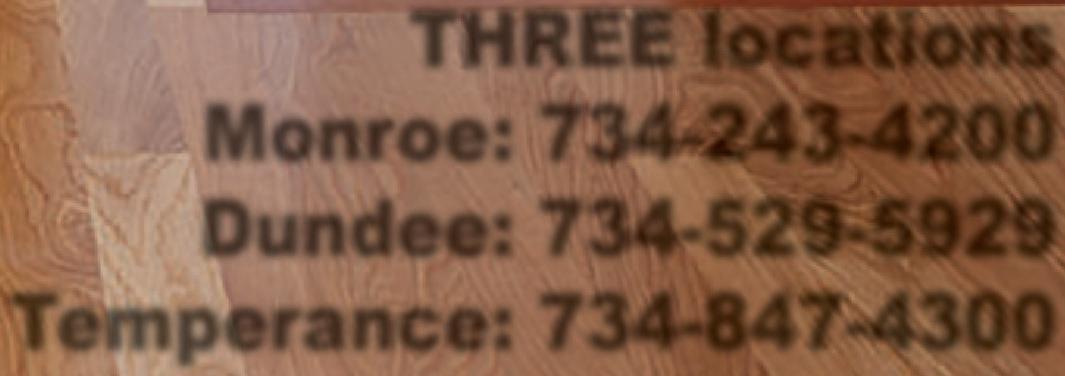 THREE locations
Monroe: 734-243-4200
Dundee: 734-529-5929
Temperance: 734-847-4300